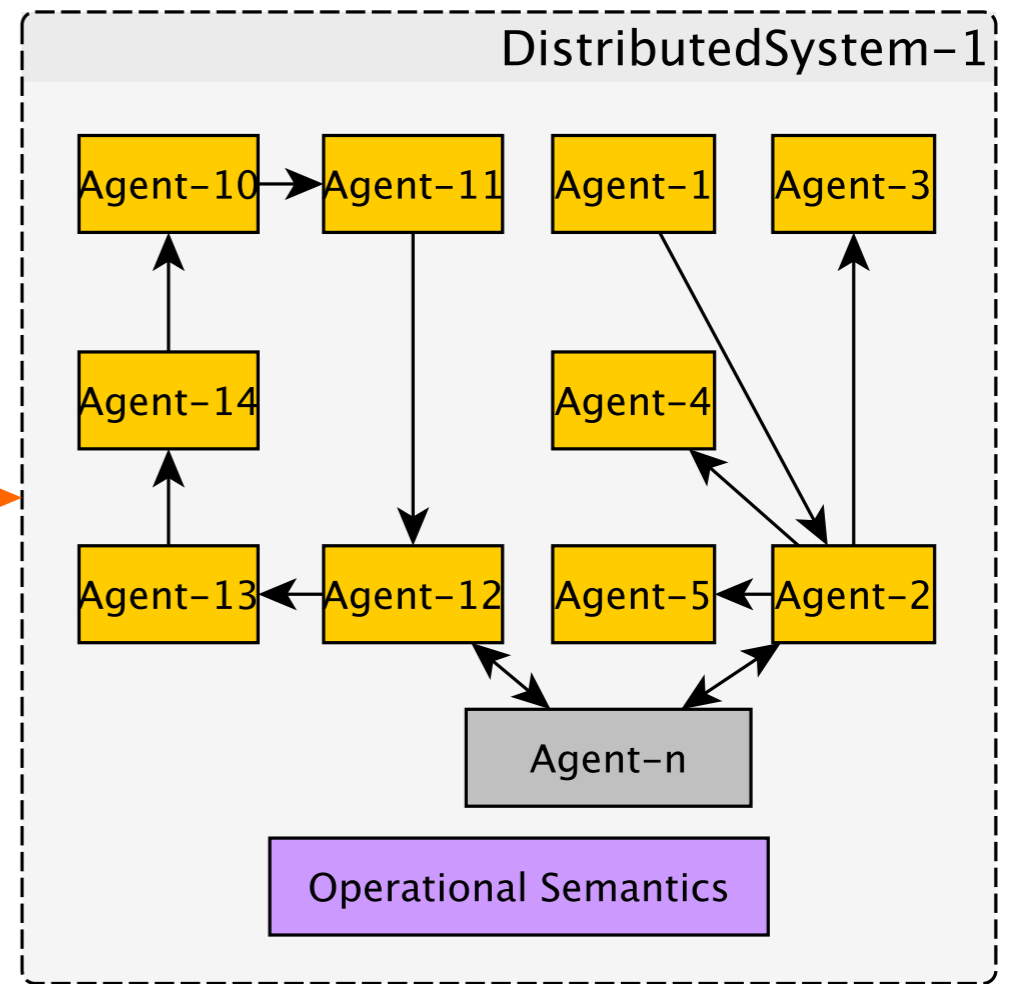 DistributedSystem-1
Agent-10
Agent-11
Agent-1
Agent-3
Agent-14
Agent-4
Agent-13
Agent-12
Agent-5
Agent-2
Agent-n
Operational Semantics